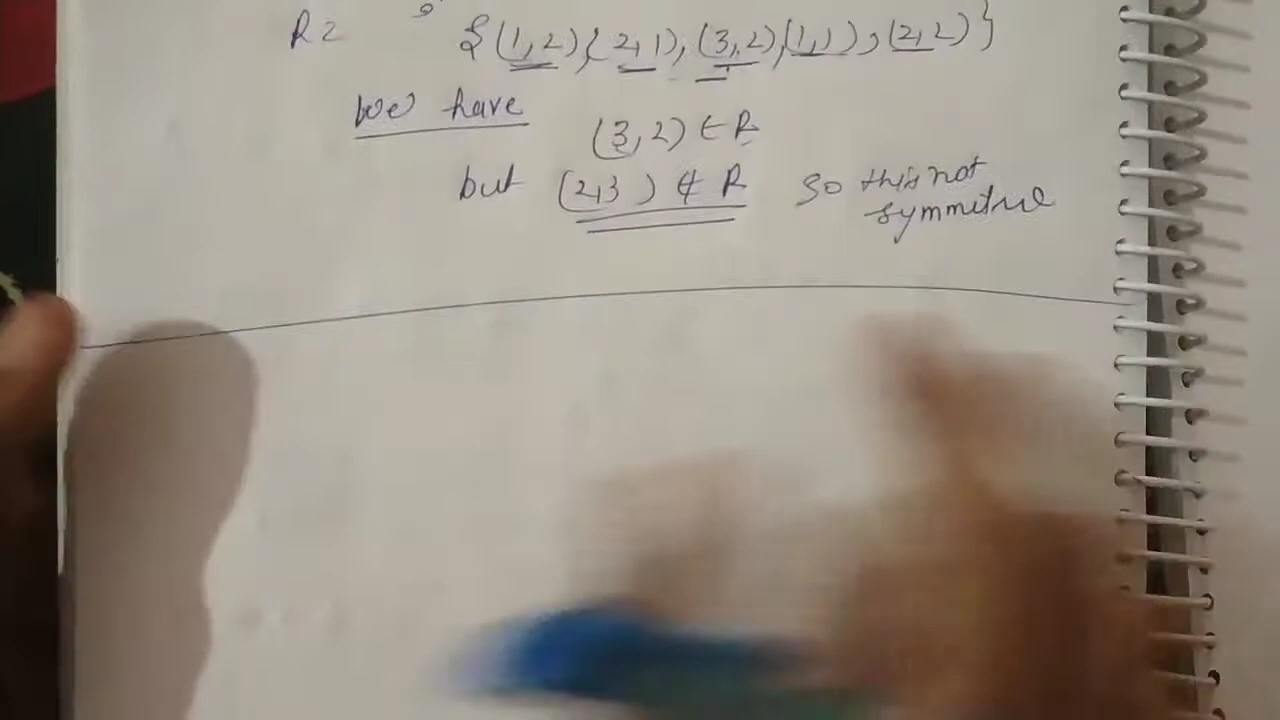 R = {(1,2),(2,1),(3,2),(1,1),(2,2)}
We have
(3,2) ∈ R
but (2,3) ∉ R so this not
symmetric